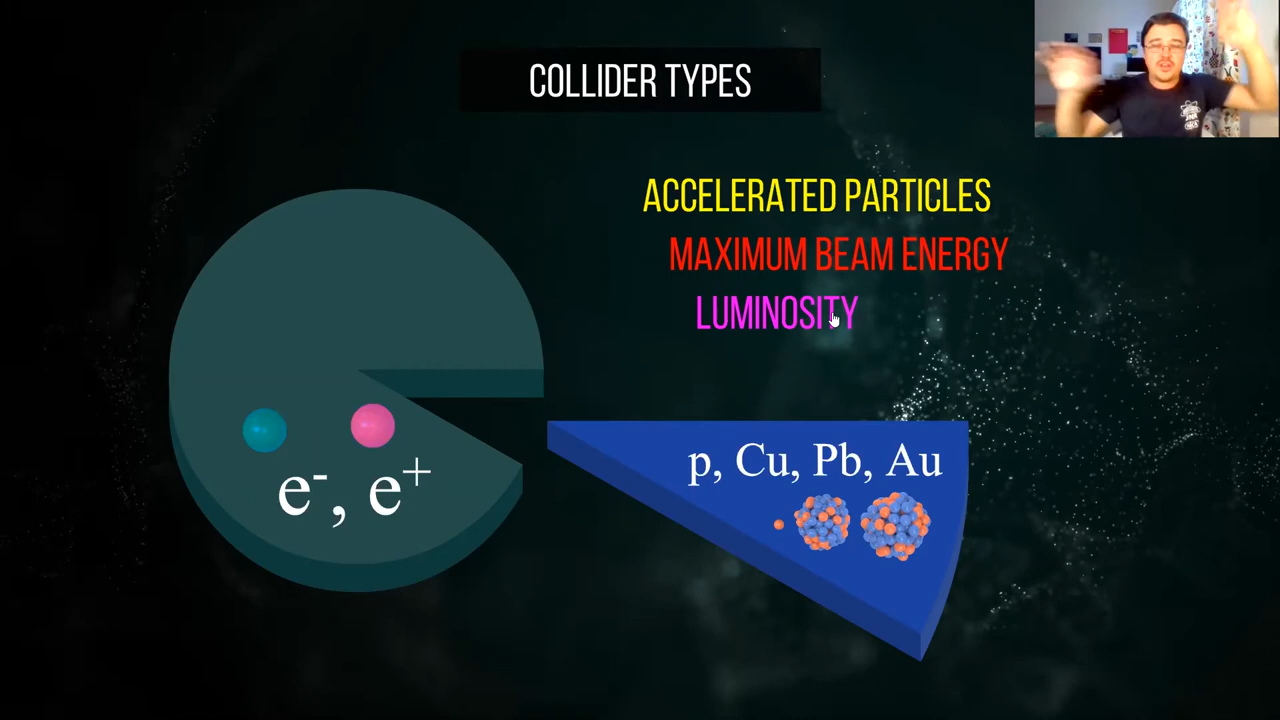 COLLIDER TYPES
ACCELERATED PARTICLES
MAXIMUM BEAM ENERGY
LUMINOSITY
p, Cu, Pb, Au
e⁻, e⁺